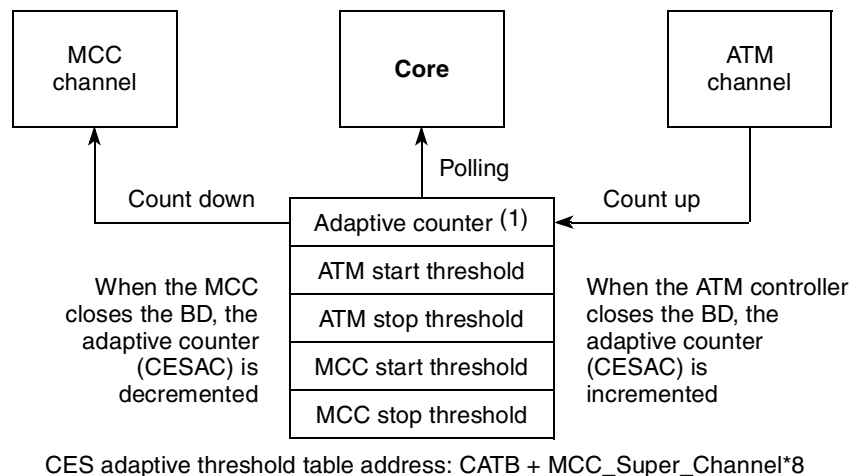 MCC
channel
Core
ATM
channel
Polling
Count down
Count up
Adaptive counter (1)
ATM start threshold
ATM stop threshold
MCC start threshold
MCC stop threshold
When the MCC
closes the BD, the
adaptive counter
(CESAC) is
decremented
When the ATM controller
closes the BD, the
adaptive counter
(CESAC) is
incremented
CES adaptive threshold table address: CATB + MCC_Super_Channel*8